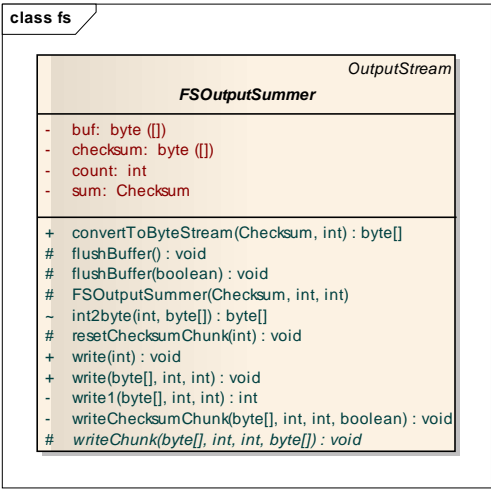 class fs
OutputStream
FSOutputSummer
- buf: byte ([])
- checksum: byte ([])
- count: int
- sum: Checksum
+ convertToByteStream(Checksum, int) : byte[]
# flushBuffer() : void
# flushBuffer(boolean) : void
# FSOutputSummer(Checksum, int, int)
~ int2byte(int, byte[]) : byte[]
# resetChecksumChunk(int) : void
+ write(int) : void
+ write(byte[], int, int) : void
- write1(byte[], int, int) : int
- writeChecksumChunk(byte[], int, int, boolean) : void
# writeChunk(byte[], int, int, byte[]) : void